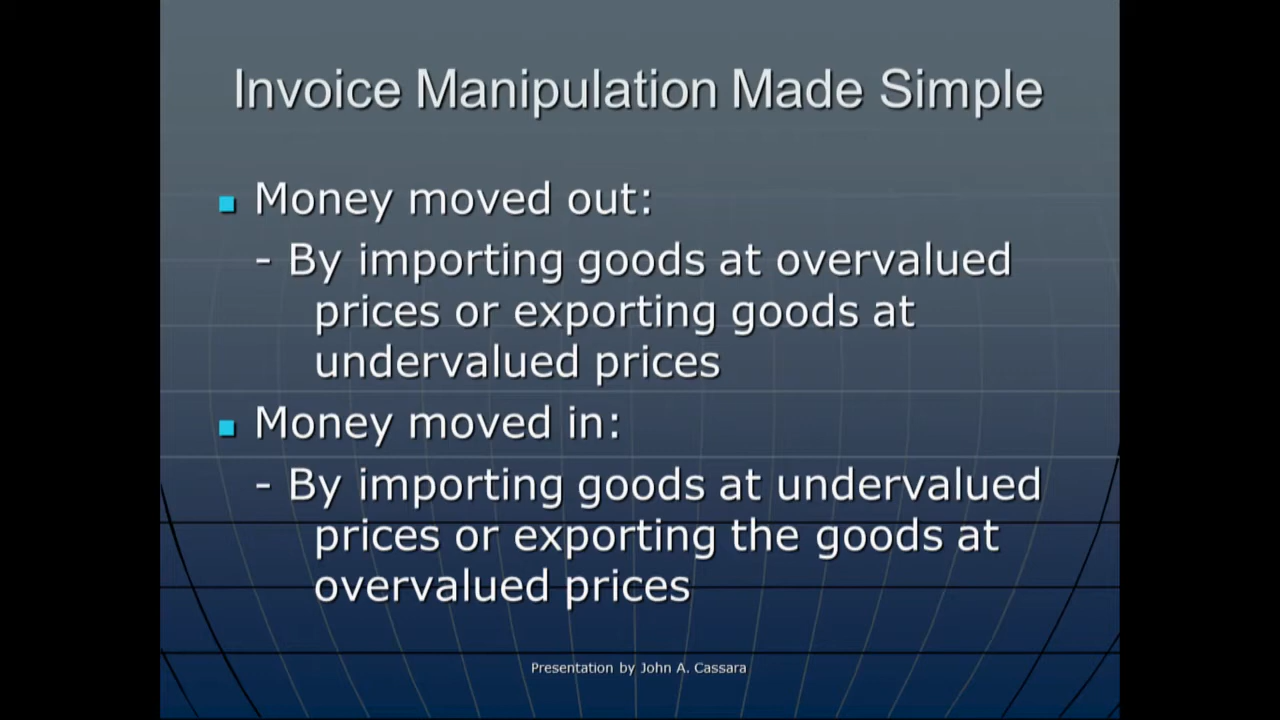 Invoice Manipulation Made Simple
Money moved out:
- By importing goods at overvalued
prices or exporting goods at
undervalued prices
Money moved in:
- By importing goods at undervalued
prices or exporting the goods at
overvalued prices
Presentation by John A. Cassara